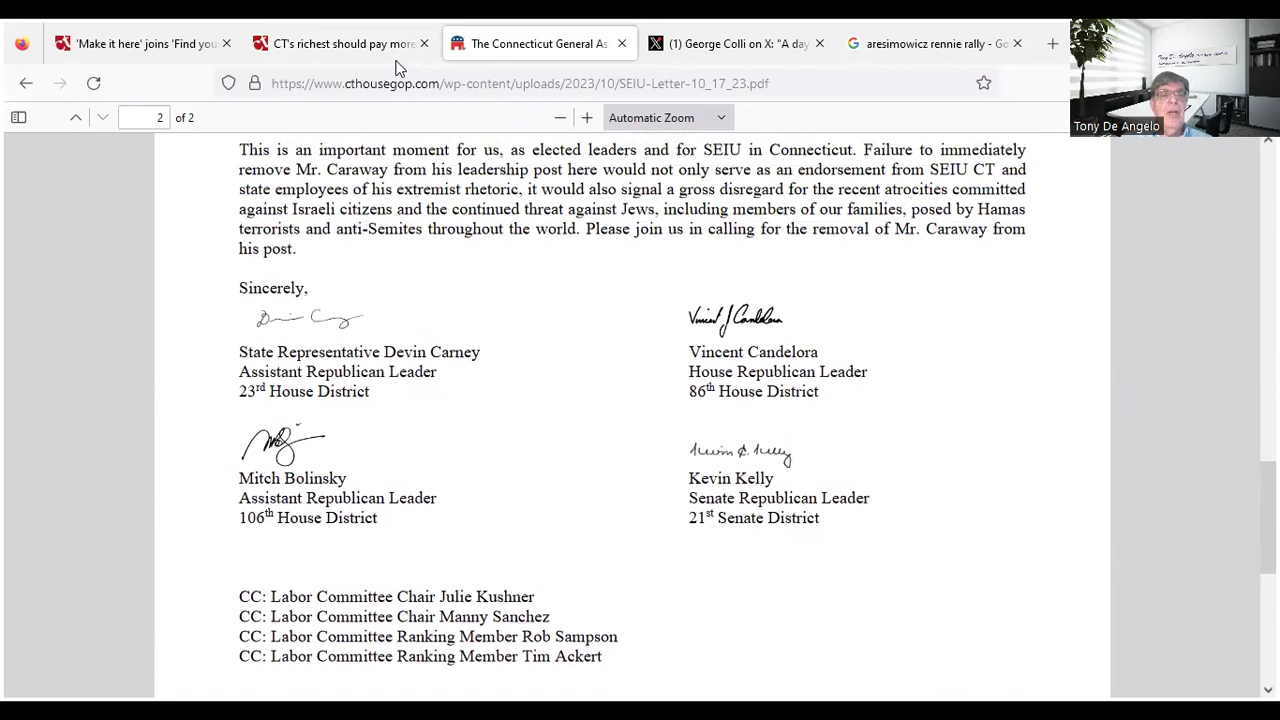 'Make it here' joins 'Find you
CT's richest should pay more
The Connecticut General As
(1) George Colli on X: "A day
aresimowicz rennie rally - Go
https://www.cthousegop.com/wp-content/uploads/2023/10/SEIU-Letter-10_17_23.pdf
2 of 2
Automatic Zoom
Tony De Angelo
This is an important moment for us, as elected leaders and for SEIU in Connecticut. Failure to immediately
remove Mr. Caraway from his leadership post here would not only serve as an endorsement from SEIU CT and
state employees of his extremist rhetoric, it would also signal a gross disregard for the recent atrocities committed
against Israeli citizens and the continued threat against Jews, including members of our families, posed by Hamas
terrorists and anti-Semites throughout the world. Please join us in calling for the removal of Mr. Caraway from
his post.
Sincerely,
Vincent J Candelora
State Representative Devin Carney
Vincent Candelora
Assistant Republican Leader
House Republican Leader
23rd House District
86th House District
Kevin C. Kelly
Mitch Bolinsky
Kevin Kelly
Assistant Republican Leader
Senate Republican Leader
106th House District
21st Senate District
CC: Labor Committee Chair Julie Kushner
CC: Labor Committee Chair Manny Sanchez
CC: Labor Committee Ranking Member Rob Sampson
CC: Labor Committee Ranking Member Tim Ackert